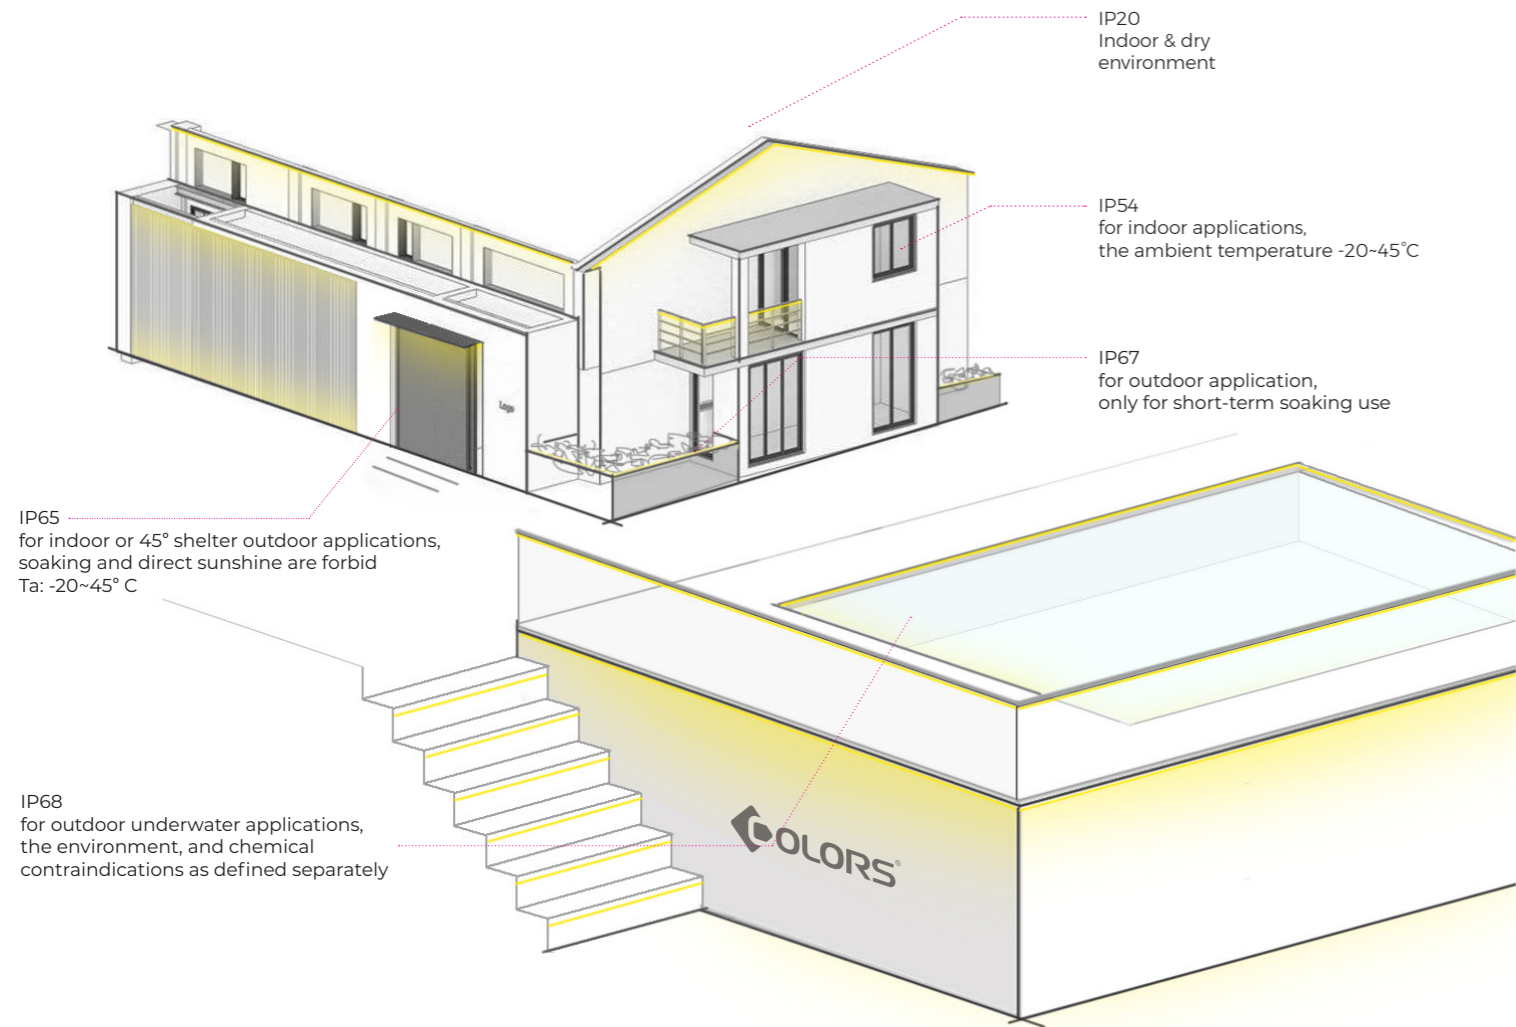 IP20
Indoor & dry
environment
IP54
for indoor applications,
the ambient temperature -20~45°C
IP67
for outdoor application,
only for short-term soaking use
Logo
IP65
for indoor or 45° shelter outdoor applications,
soaking and direct sunshine are forbid
Ta: -20~45° C
IP68
for outdoor underwater applications,
the environment, and chemical
contraindications as defined separately
COLORS®